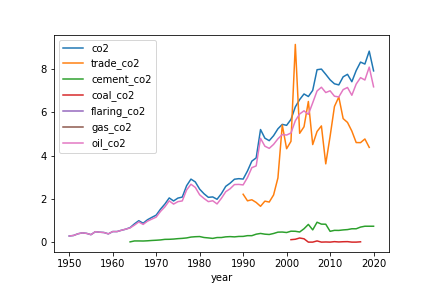 co2
trade_co2
cement_co2
coal_co2
flaring_co2
gas_co2
oil_co2
8
6
4
2
0
1950 1960 1970 1980 1990 2000 2010 2020
year